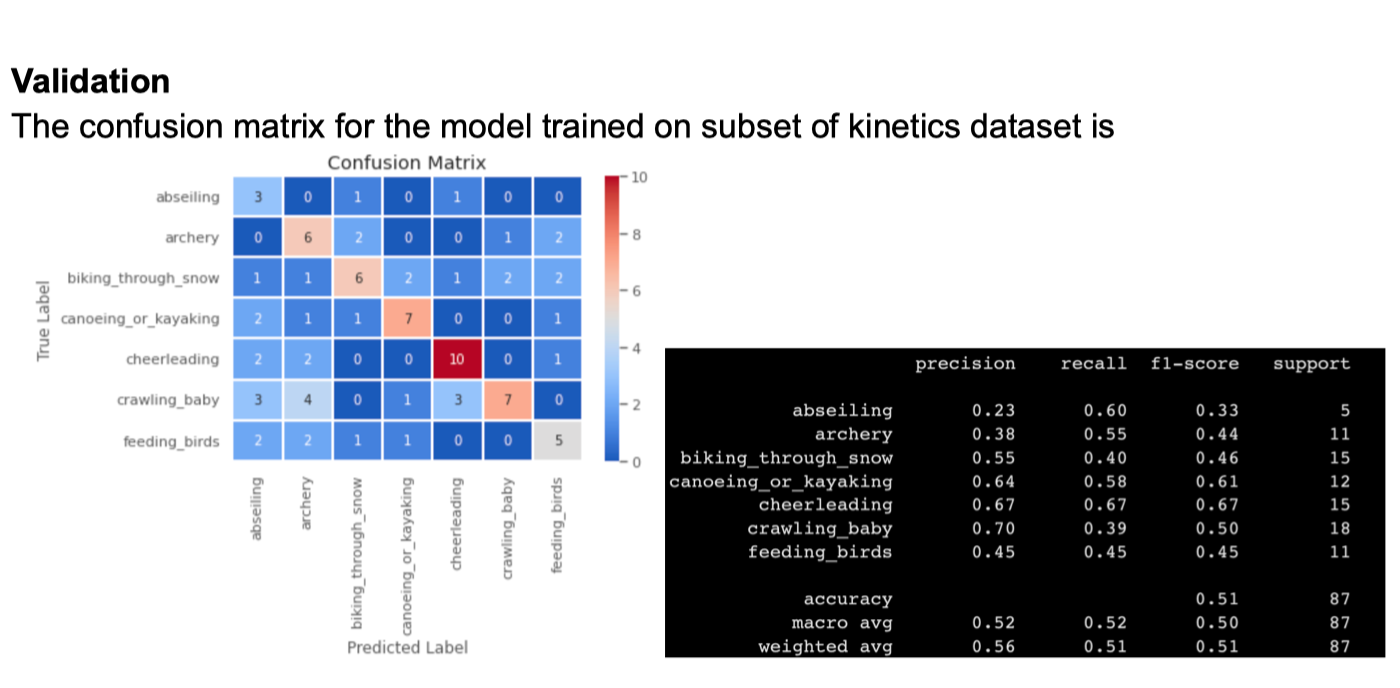 Validation
The confusion matrix for the model trained on subset of kinetics dataset is
Confusion Matrix
True Label
abseiling 3 0 1 0 1 0 0
archery 0 6 2 0 0 1 2
biking_through_snow 1 1 6 2 1 2 2
canoeing_or_kayaking 2 1 1 7 0 0 1
cheerleading 2 2 0 0 10 0 1
crawling_baby 3 4 0 1 3 7 0
feeding_birds 2 2 1 1 0 0 5
abseiling
archery
biking_through_snow
canoeing_or_kayaking
cheerleading
crawling_baby
feeding_birds
Predicted Label
10
8
6
4
2
0
precision recall f1-score support
abseiling 0.23 0.60 0.33 5
archery 0.38 0.55 0.44 11
biking_through_snow 0.55 0.40 0.46 15
canoeing_or_kayaking 0.64 0.58 0.61 12
cheerleading 0.67 0.67 0.67 15
crawling_baby 0.70 0.39 0.50 18
feeding_birds 0.45 0.45 0.45 11
accuracy 0.51 87
macro avg 0.52 0.52 0.50 87
weighted avg 0.56 0.51 0.51 87